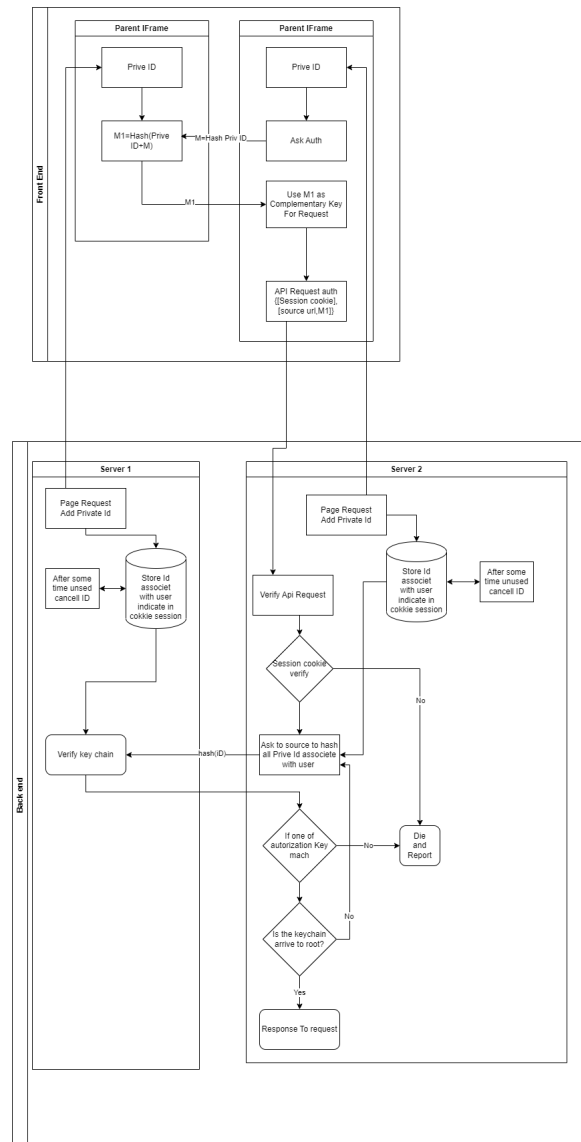 Front End
Parent IFrame
Parent IFrame
Prive ID
Prive ID
M1=Hash(Prive
ID+M)
M=Hash Priv ID
Ask Auth
M1
Use M1 as
Complementary Key
For Request
API Request auth
([Session cookie],
[source url,M1])
Back end
Server 1
Server 2
Page Request
Add Private Id
Page Request
Add Private Id
After some
time unused
cancell ID
Store Id
associet
with user
indicate in
cokkie session
Verify Api Request
Store Id
associet
with user
indicate in
cokkie session
After some
time unused
cancell ID
Session cookie
verify
No
Verify key chain
hash(iD)
Ask to source to hash
all Prive Id associete
with user
If one of
autorization Key
mach
No
Die
and
Report
Is the keychain
arrive to root?
No
Yes
Response To request